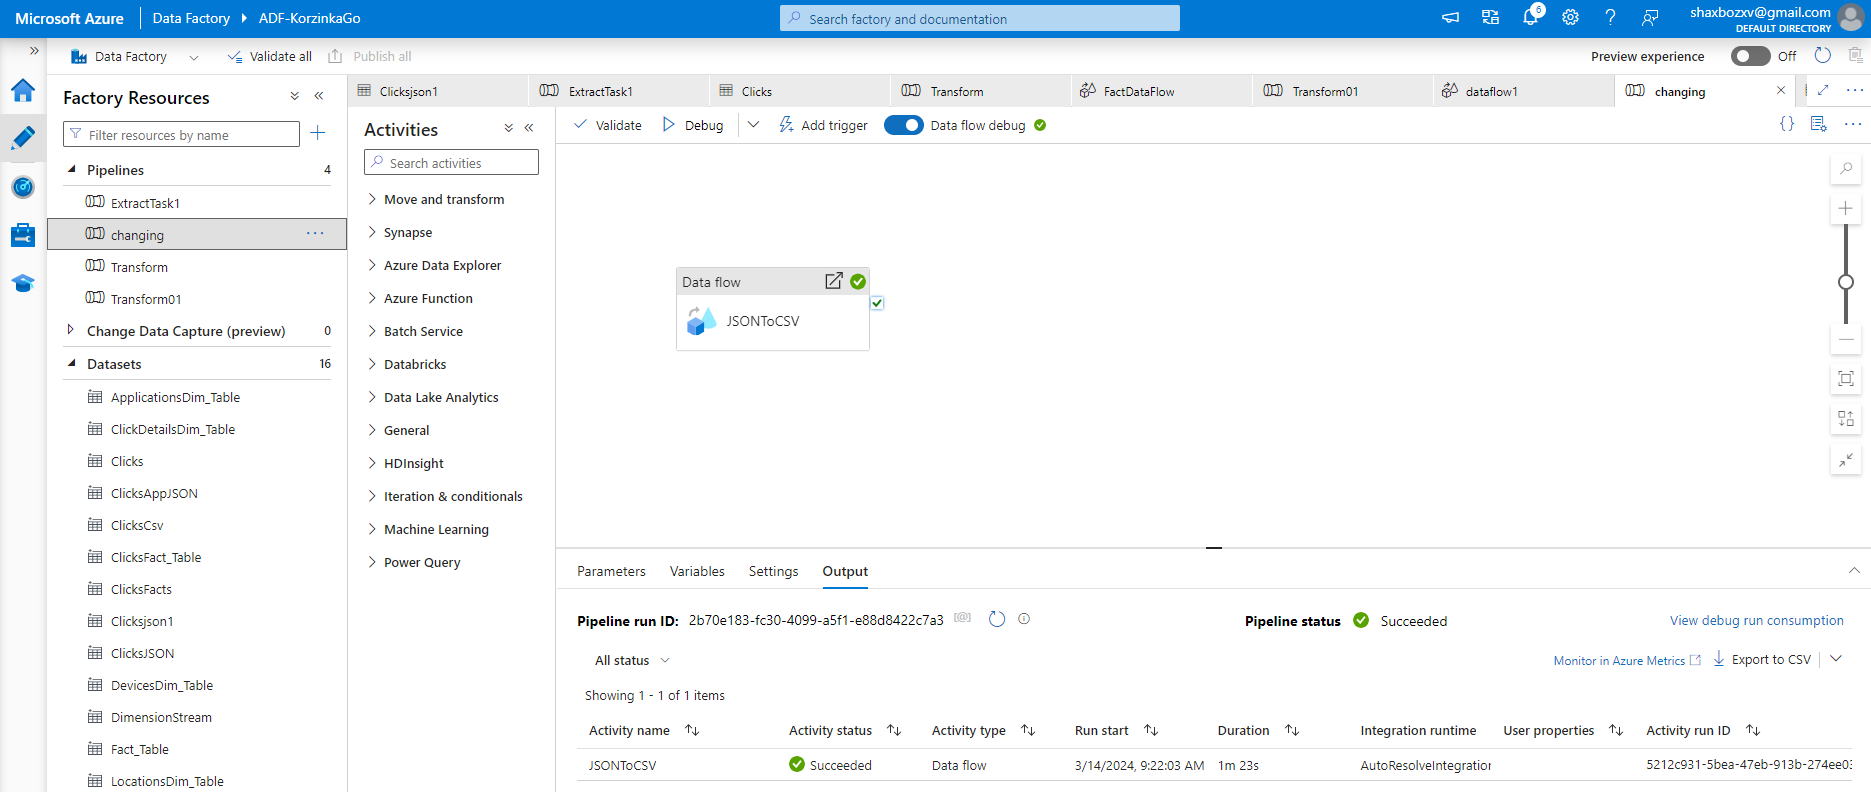 Microsoft Azure Data Factory ADF-KorzinkaGo Search factory and documentation 6 shaxbozxv@gmail.com
DEFAULT DIRECTORY
Data Factory Validate all Publish all Preview experience Off
Factory Resources
Filter resources by name
Pipelines 4
ExtractTask1
changing
Transform
Transform01
Change Data Capture (preview) 0
Datasets 16
ApplicationsDim_Table
ClickDetailsDim_Table
Clicks
ClicksAppJSON
ClicksCsv
ClicksFact_Table
ClicksFacts
Clicksjson1
ClicksJSON
DevicesDim_Table
DimensionStream
Fact_Table
LocationsDim_Table
Clicksjson1 ExtractTask1 Clicks Transform FactDataFlow Transform01 dataflow1 changing
Activities
Search activities
Move and transform
Synapse
Azure Data Explorer
Azure Function
Batch Service
Databricks
Data Lake Analytics
General
HDInsight
Iteration & conditionals
Machine Learning
Power Query
Validate Debug Add trigger Data flow debug
Data flow
JSONToCSV
Parameters Variables Settings Output
Pipeline run ID: 2b70e183-fc30-4099-a5f1-e88d8422c7a3 Pipeline status Succeeded View debug run consumption
All status Monitor in Azure Metrics Export to CSV
Showing 1 - 1 of 1 items
Activity name Activity status Activity type Run start Duration Integration runtime User properties Activity run ID
JSONToCSV Succeeded Data flow 3/14/2024, 9:22:03 AM 1m 23s AutoResolveIntegration 5212c931-5bea-47eb-913b-274ee03